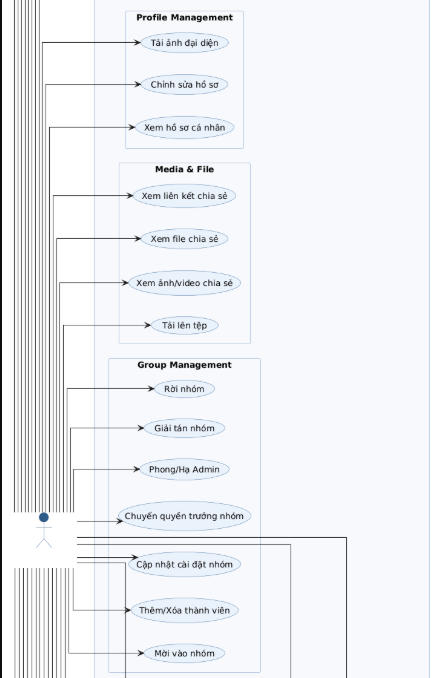 Profile Management
Tải ảnh đại diện
Chỉnh sửa hồ sơ
Xem hồ sơ cá nhân
Media & File
Xem liên kết chia sẻ
Xem file chia sẻ
Xem ảnh/video chia sẻ
Tải lên tệp
Group Management
Rời nhóm
Giải tán nhóm
Phong/Hạ Admin
Chuyển quyền trưởng nhóm
Cập nhật cài đặt nhóm
Thêm/Xóa thành viên
Mời vào nhóm